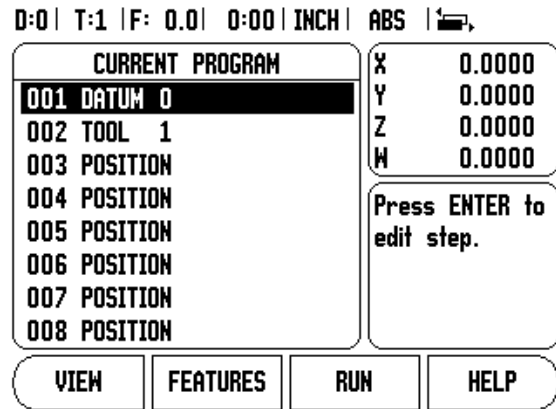 D:0 | T:1 | F: 0.0 | 0:00 | INCH | ABS |
CURRENT PROGRAM
001 DATUM 0
002 TOOL 1
003 POSITION
004 POSITION
005 POSITION
006 POSITION
007 POSITION
008 POSITION
X 0.0000
Y 0.0000
Z 0.0000
W 0.0000
Press ENTER to
edit step.
VIEW
FEATURES
RUN
HELP